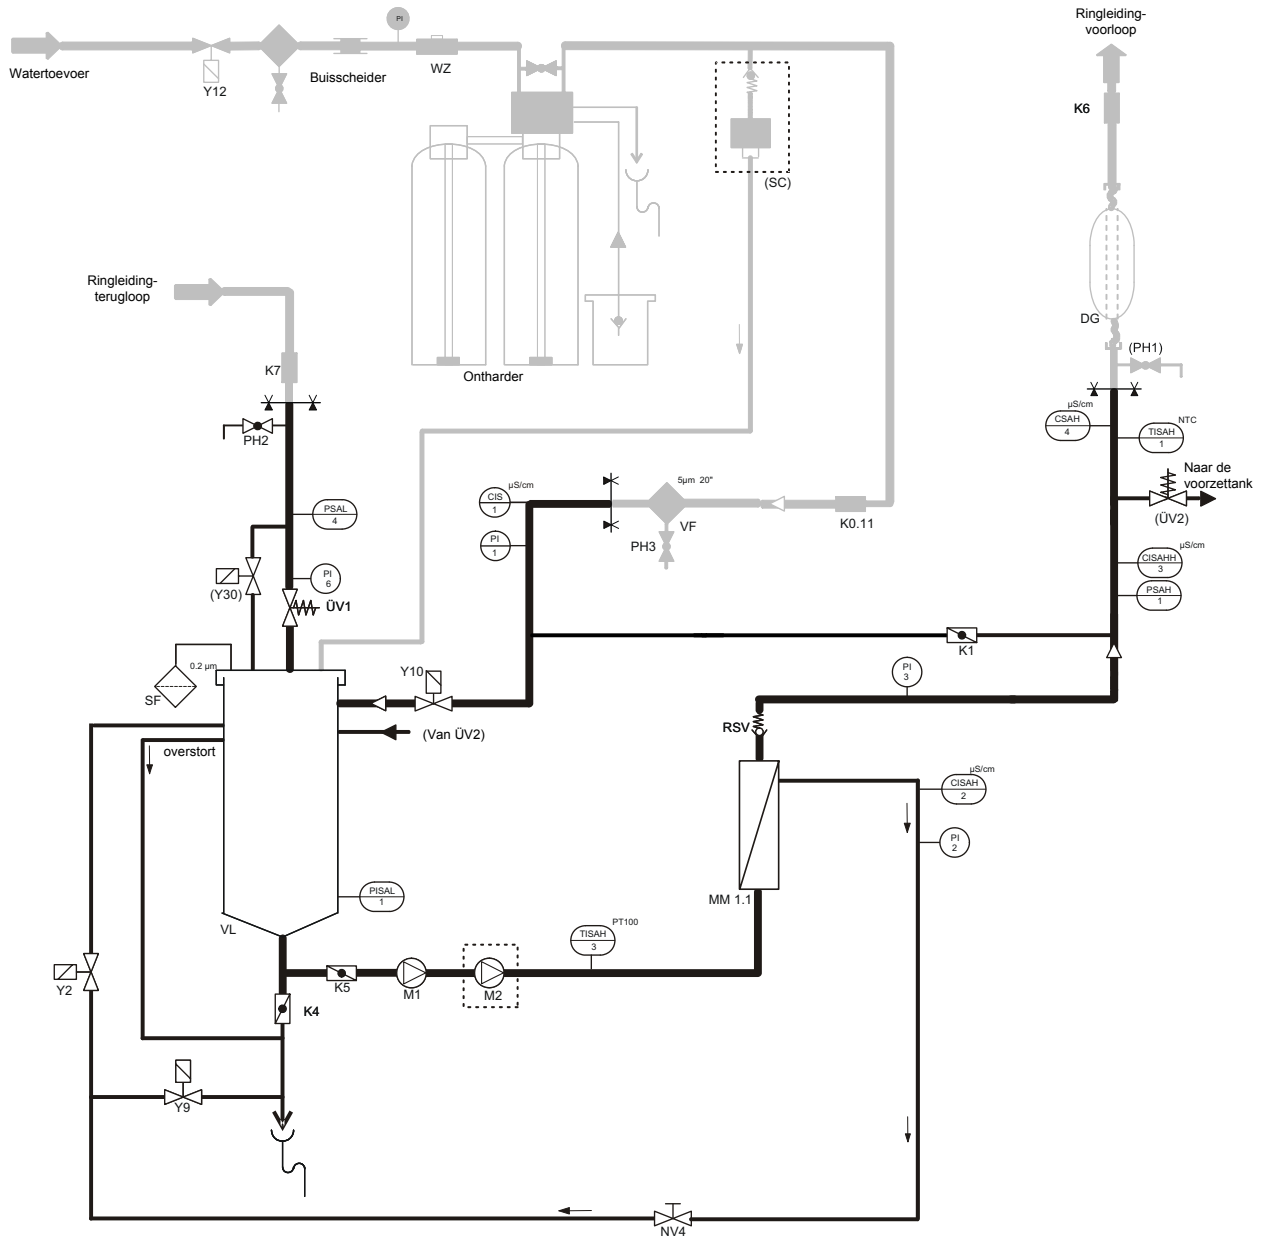 Ringleiding-
voorloop
PI
Watertoevoer
Y12
Buisscheider
WZ
K6
(SC)
Ringleiding-
terugloop
K7
Ontharder
DG
(PH1)
µS/cm
CSAH
4
NTC
TISAH
1
PH2
Naar de
voorzettank
(ÜV2)
5µm 20"
µS/cm
CIS
1
VF
K0.11
PSAL
4
PI
1
PH3
µS/cm
CISAHH
3
PI
6
(Y30)
ÜV1
PSAH
1
K1
0.2 µm
SF
Y10
PI
3
RSV
(Van ÜV2)
overstort
µS/cm
CISAH
2
PI
2
PISAL
1
MM 1.1
VL
PT100
TISAH
3
Y2
K5
M1
M2
K4
Y9
NV4